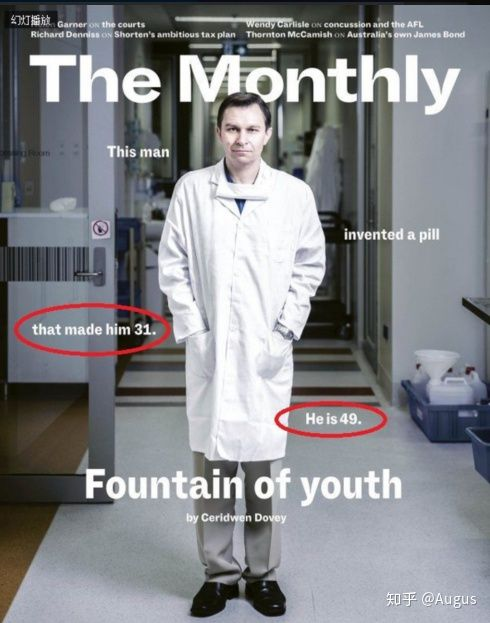 幻灯播放
Garner ON the courts
Wendy Carlisle ON concussion and the AFL
Richard Denniss ON Shorten's ambitious tax plan
Thornton McCamish ON Australia's own James Bond
The Monthly
This man
Room
invented a pill
that made him 31.
He is 49.
Fountain of youth
by Ceridwen Dovey
知乎 @Augus